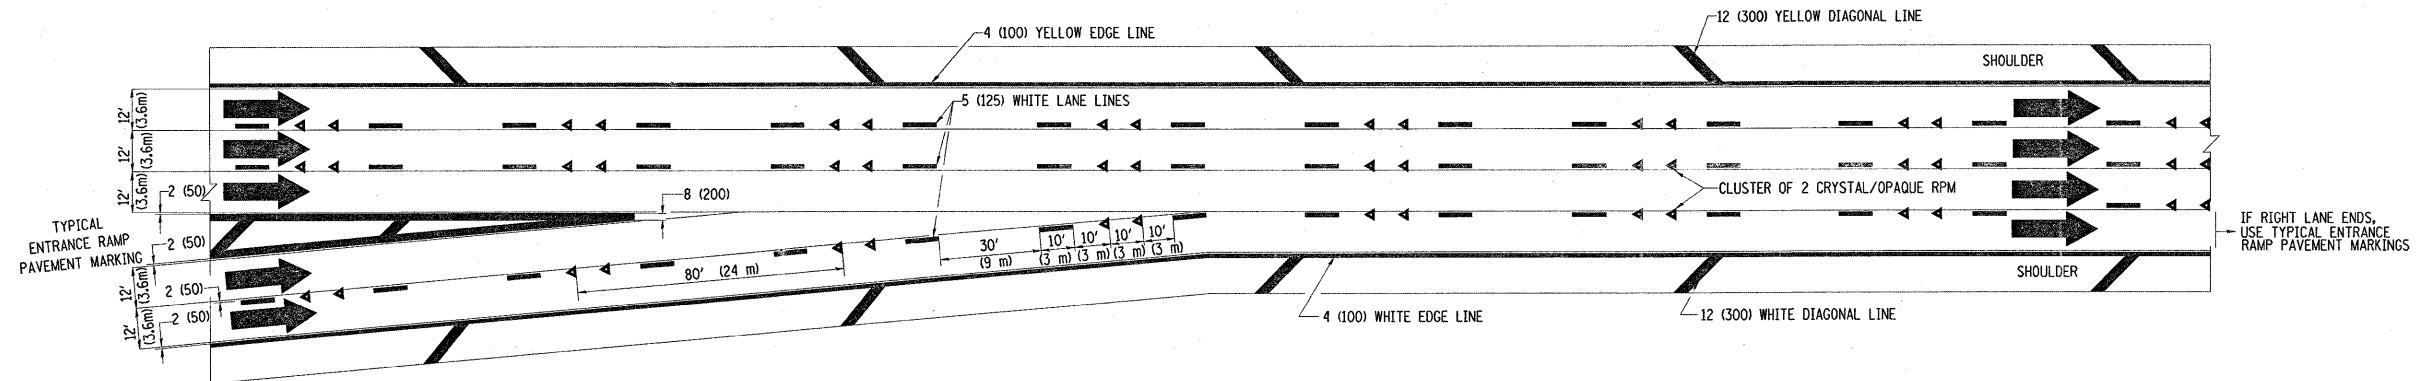 12 (300) YELLOW DIAGONAL LINE
4 (100) YELLOW EDGE LINE
SHOULDER
5 (125) WHITE LANE LINES
12'
(3.6m)
12'
(3.6m)
12'
(3.6m)
2 (50)
8 (200)
CLUSTER OF 2 CRYSTAL/OPAQUE RPM
TYPICAL
ENTRANCE RAMP
PAVEMENT MARKING
2 (50)
IF RIGHT LANE ENDS,
USE TYPICAL ENTRANCE
RAMP PAVEMENT MARKINGS
30'
(9 m)
10'
(3 m)
10'
(3 m)
10'
(3 m)
10'
(3 m)
80' (24 m)
SHOULDER
12'
(3.6m)
2 (50)
12'
(3.6m)
2 (50)
4 (100) WHITE EDGE LINE
12 (300) WHITE DIAGONAL LINE